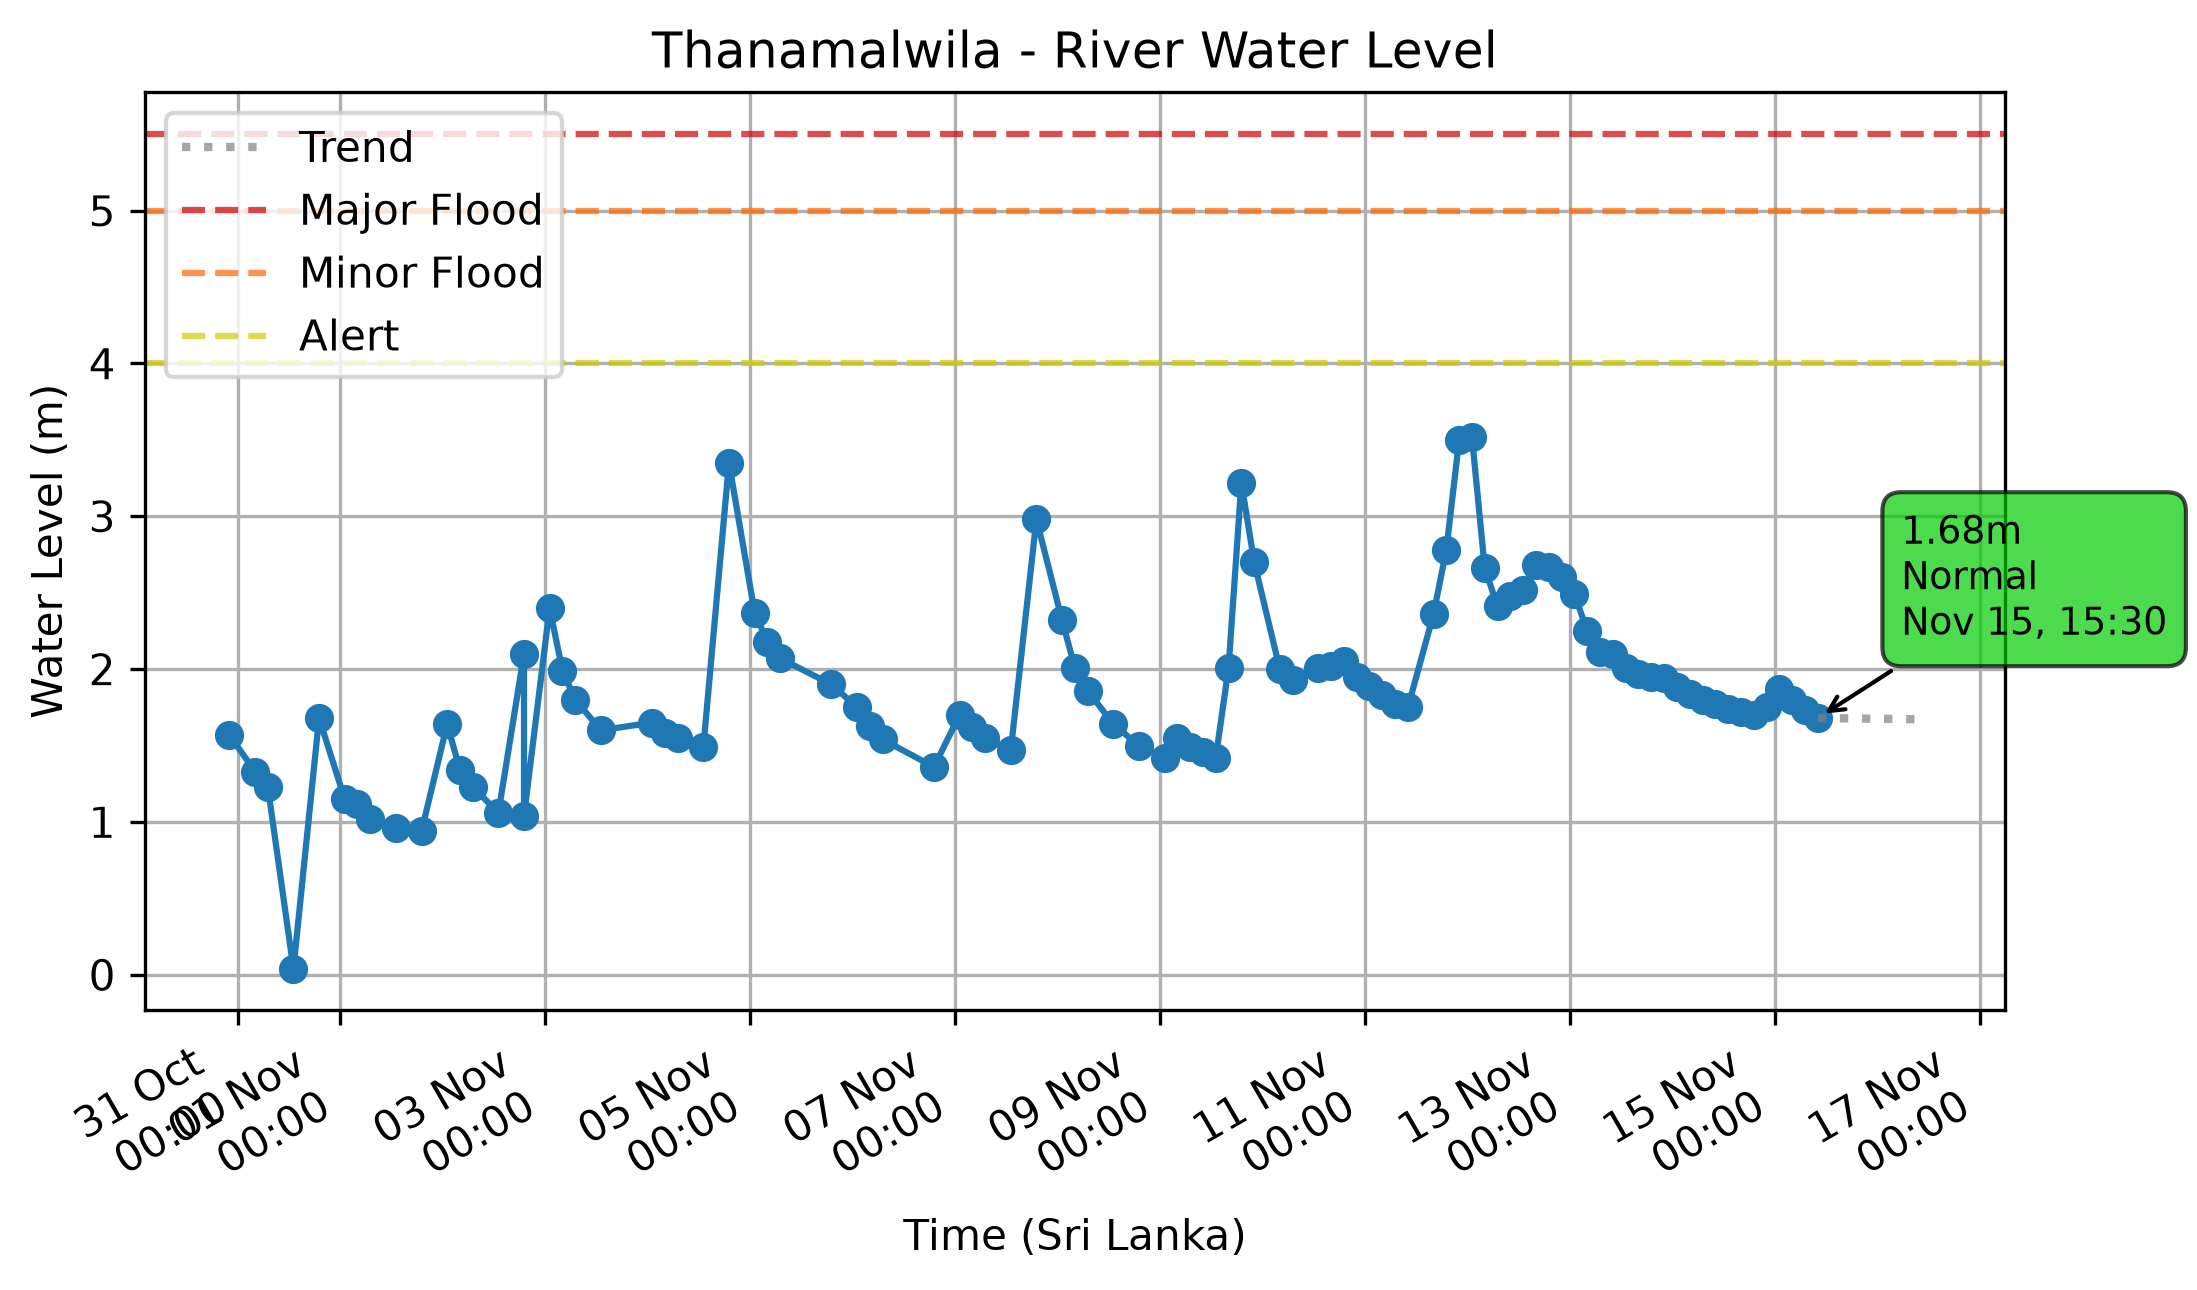 Thanamalwila - River Water Level
Trend
Major Flood
Minor Flood
Alert
5
4
3
2
1
0
Water Level (m)
1.68m
Normal
Nov 15, 15:30
31 Oct
00:00
01 Nov
00:00
03 Nov
00:00
05 Nov
00:00
07 Nov
00:00
09 Nov
00:00
11 Nov
00:00
13 Nov
00:00
15 Nov
00:00
17 Nov
00:00
Time (Sri Lanka)